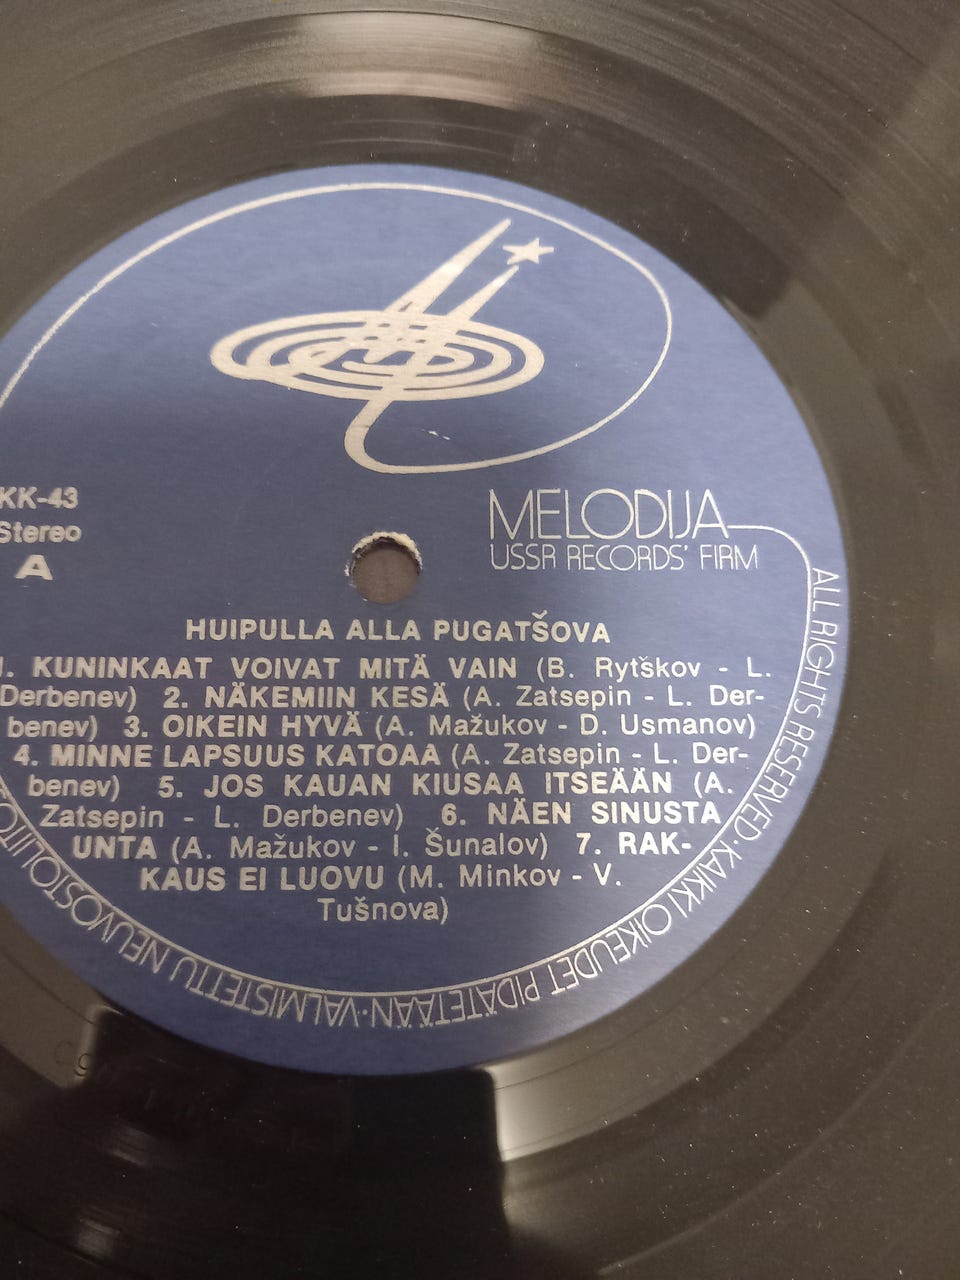 KK-43
Stereo
A
MELODIJA
USSR RECORDS' FIRM
HUIPULLA ALLA PUGATŠOVA
1. KUNINKAAT VOIVAT MITÄ VAIN (B. Rytškov - L.
Derbenev) 2. NÄKEMIIN KESÄ (A. Zatsepin - L. Der-
benev) 3. OIKEIN HYVÄ (A. Mažukov - D. Usmanov)
4. MINNE LAPSUUS KATOAA (A. Zatsepin - L. Der-
benev) 5. JOS KAUAN KIUSAA ITSEÄÄN (A.
Zatsepin - L. Derbenev) 6. NÄEN SINUSTA
UNTA (A. Mažukov - I. Šunalov) 7. RAK-
KAUS EI LUOVU (M. Minkov - V.
Tušnova)
ALL RIGHTS RESERVED·KAIKKI OIKEUDET PIDÄTETÄÄN·VALMISTETTU NEUVOSTOLIITO